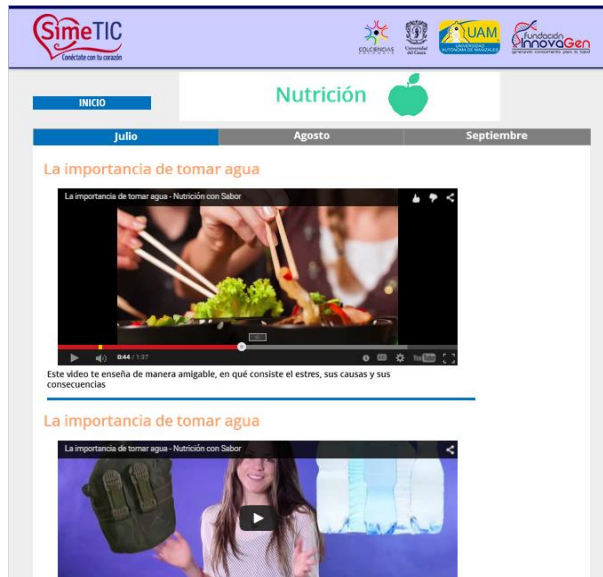 SimeTIC
Conéctate con tu corazón
COLCIENCIAS
Universidad
del Cauca
UAM
UNIVERSIDAD
AUTÓNOMA DE MANIZALES
Fundación
InnovaGen
INICIO
Nutrición
Julio Agosto Septiembre
La importancia de tomar agua
La importancia de tomar agua - Nutrición con Sabor
0:44 / 1:37
YouTube
Este video te enseña de manera amigable, en qué consiste el estres, sus causas y sus
consecuencias
La importancia de tomar agua
La importancia de tomar agua - Nutrición con Sabor